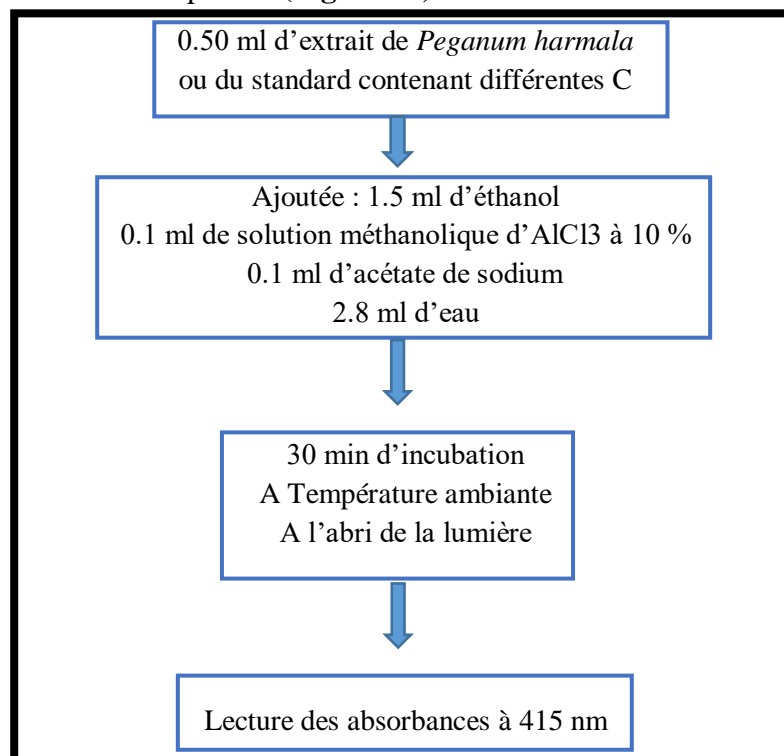 0.50 ml d’extrait de Peganum harmala
ou du standard contenant différentes C
Ajoutée : 1.5 ml d’éthanol
0.1 ml de solution méthanolique d’AlCl3 à 10 %
0.1 ml d’acétate de sodium
2.8 ml d’eau
30 min d’incubation
A Température ambiante
A l’abri de la lumière
Lecture des absorbances à 415 nm